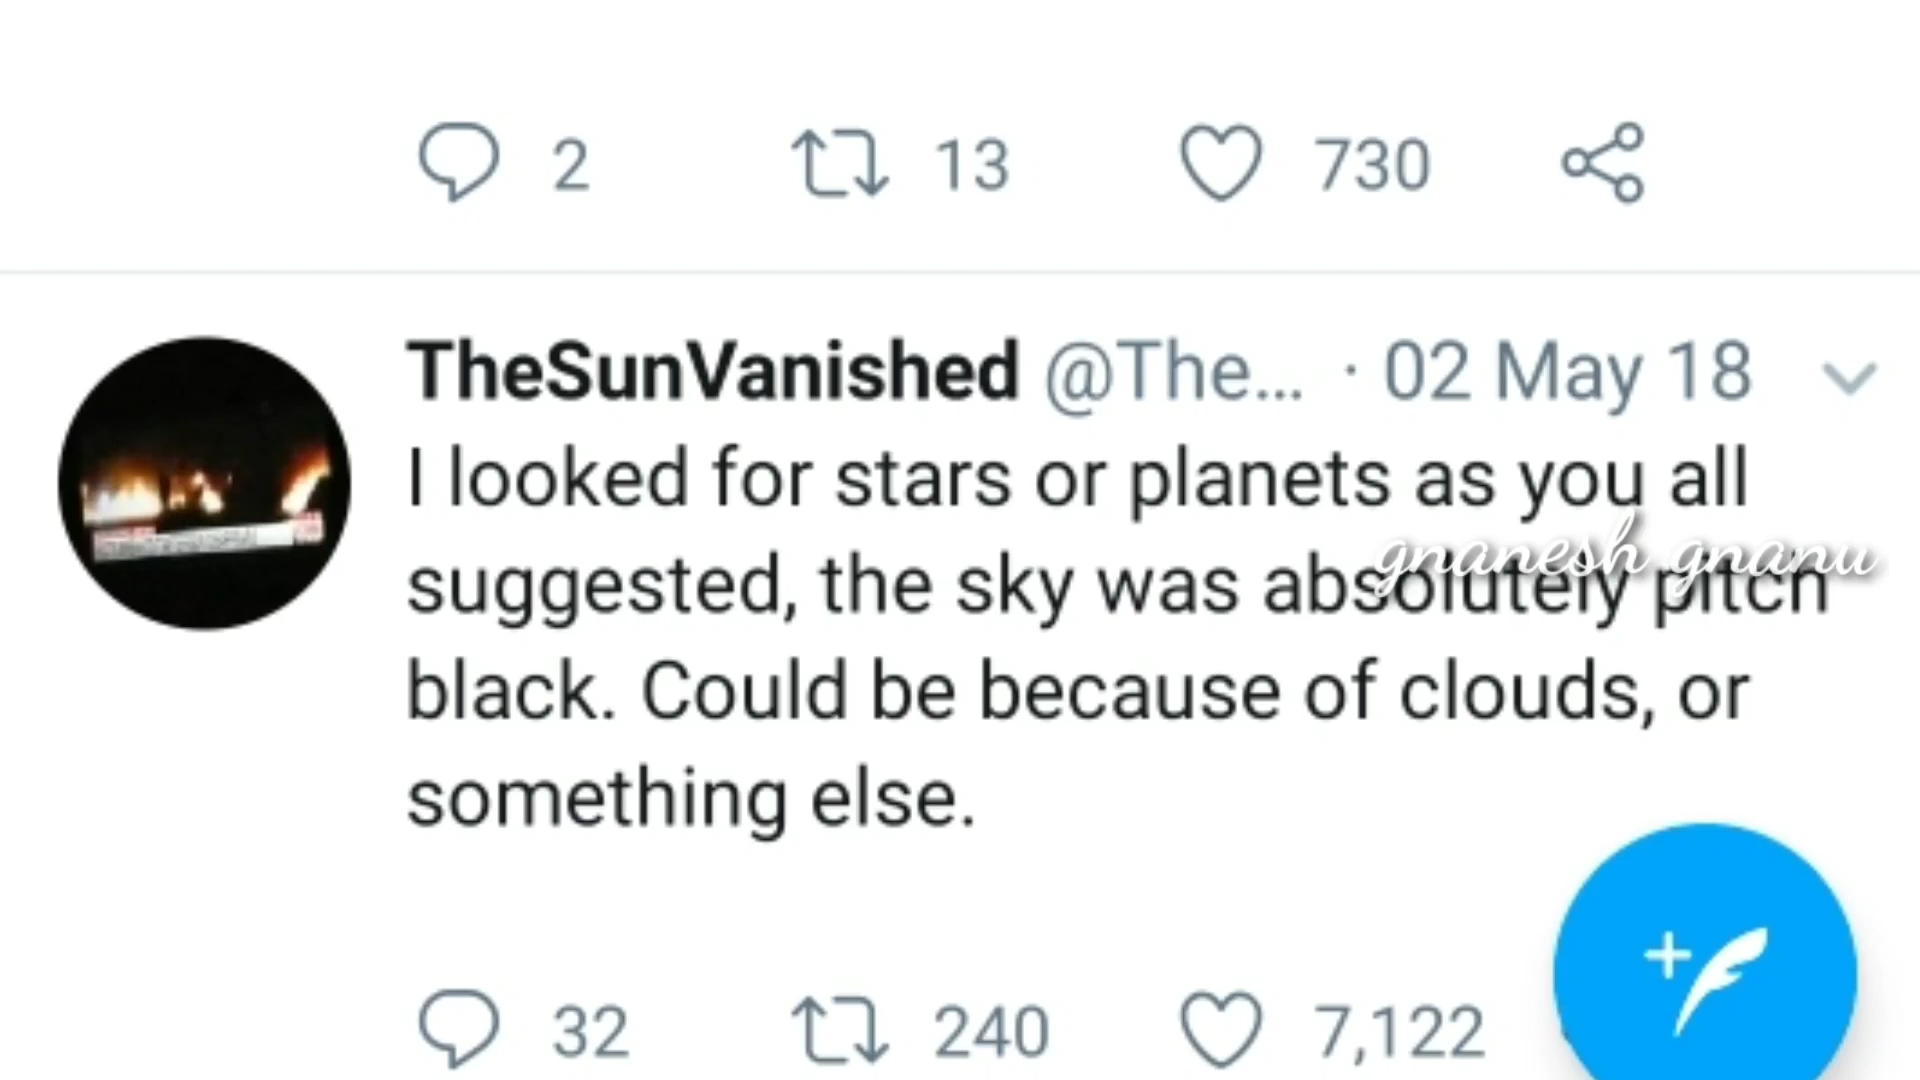 2 13 730
TheSunVanished @The... · 02 May 18
I looked for stars or planets as you all
gnanesh gnanu
suggested, the sky was absolutely pitch
black. Could be because of clouds, or
something else.
32 240 7,122